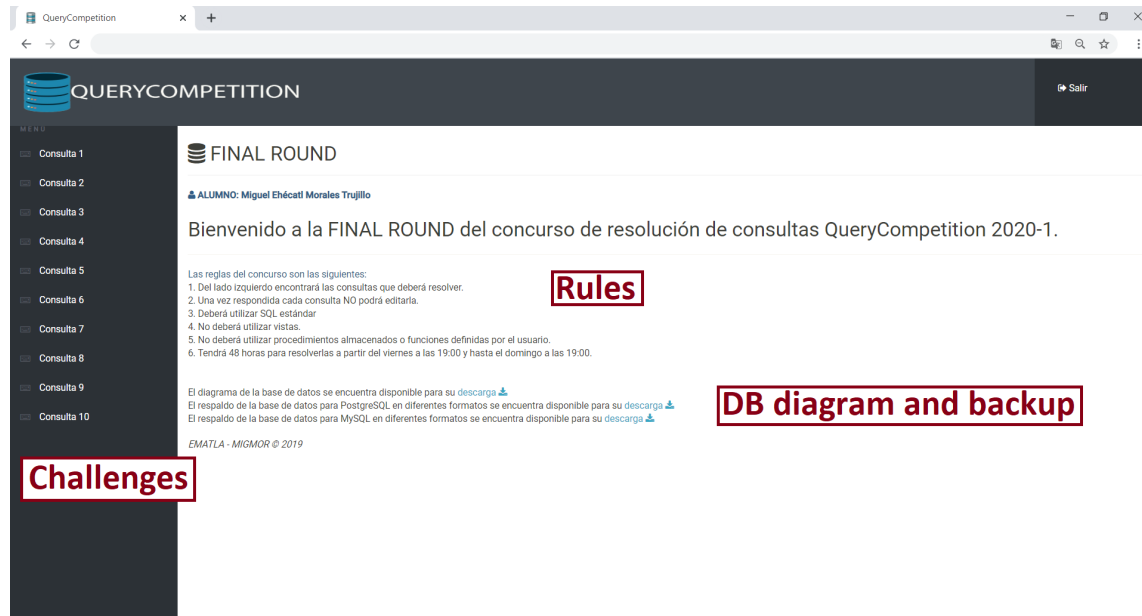 QueryCompetition
QUERYCOMPETITION
Salir
MENÚ
Consulta 1
Consulta 2
Consulta 3
Consulta 4
Consulta 5
Consulta 6
Consulta 7
Consulta 8
Consulta 9
Consulta 10
Challenges
FINAL ROUND
ALUMNO: Miguel Ehécatl Morales Trujillo
Bienvenido a la FINAL ROUND del concurso de resolución de consultas QueryCompetition 2020-1.
Las reglas del concurso son las siguientes:
1. Del lado izquierdo encontrará las consultas que deberá resolver.
2. Una vez respondida cada consulta NO podrá editarla.
3. Deberá utilizar SQL estándar
4. No deberá utilizar vistas.
5. No deberá utilizar procedimientos almacenados o funciones definidas por el usuario.
6. Tendrá 48 horas para resolverlas a partir del viernes a las 19:00 y hasta el domingo a las 19:00.
Rules
El diagrama de la base de datos se encuentra disponible para su descarga
El respaldo de la base de datos para PostgreSQL en diferentes formatos se encuentra disponible para su descarga
El respaldo de la base de datos para MySQL en diferentes formatos se encuentra disponible para su descarga
DB diagram and backup
EMATLA - MIGMOR © 2019